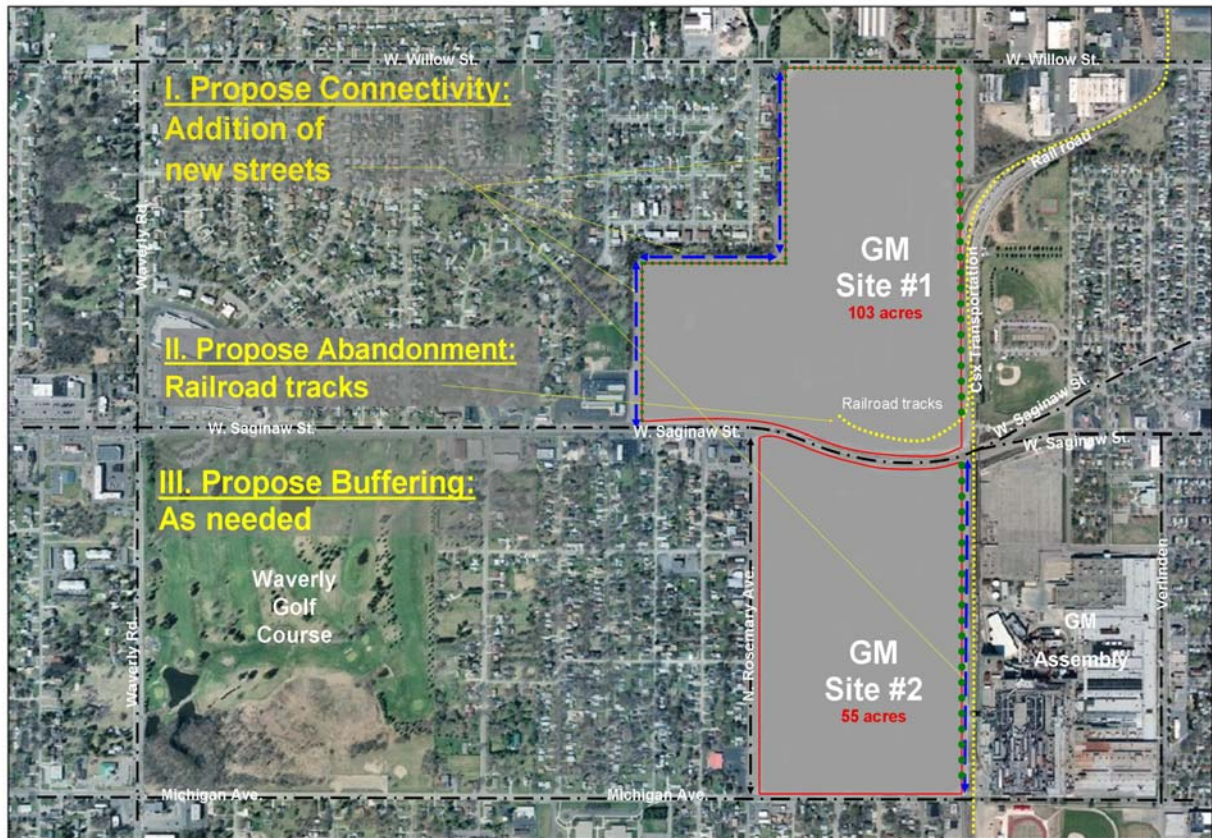 W. Willow St.
W. Willow St.
I. Propose Connectivity:
Addition of
new streets
Railroad
Waverly Rd.
GM
Site #1
103 acres
Csx Transportation
II. Propose Abandonment:
Railroad tracks
Railroad tracks
W. Saginaw St.
W. Saginaw St.
W. Saginaw St.
W. Saginaw St.
III. Propose Buffering:
As needed
Waverly
Golf
Course
N. Rosemary Ave.
Verlinden
GM
Assembly
GM
Site #2
55 acres
Waverly Rd.
Michigan Ave.
Michigan Ave.